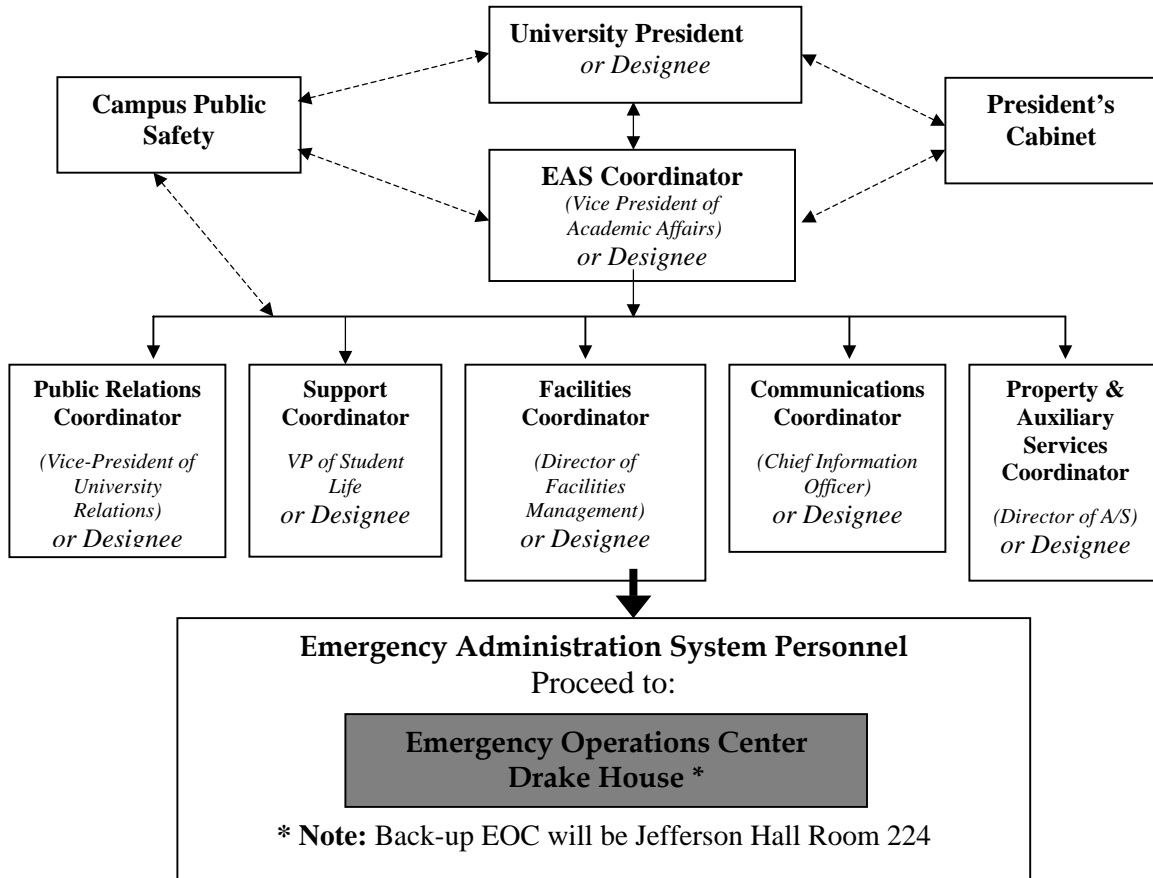 University President
or Designee
Campus Public
Safety
President's
Cabinet
EAS Coordinator
(Vice President of
Academic Affairs)
or Designee
Public Relations
Coordinator
(Vice-President of
University
Relations)
or Designee
Support
Coordinator
VP of Student
Life
or Designee
Facilities
Coordinator
(Director of
Facilities
Management)
or Designee
Communications
Coordinator
(Chief Information
Officer)
or Designee
Property &
Auxiliary
Services
Coordinator
(Director of A/S)
or Designee
Emergency Administration System Personnel
Proceed to:
Emergency Operations Center
Drake House *
* Note: Back-up EOC will be Jefferson Hall Room 224